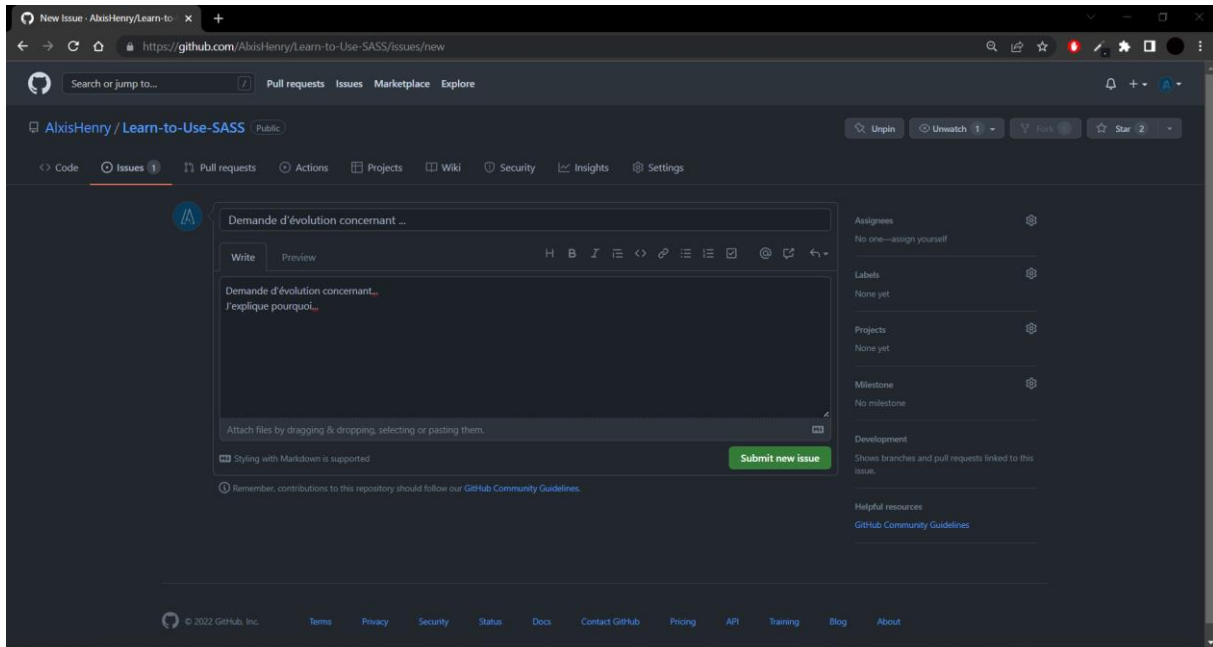 New Issue · AlxisHenry/Learn-to-
https://github.com/AlxisHenry/Learn-to-Use-SASS/issues/new
Search or jump to... / Pull requests Issues Marketplace Explore
AlxisHenry / Learn-to-Use-SASS Public Unpin Unwatch 1 Fork Star 2
Code Issues 1 Pull requests Actions Projects Wiki Security Insights Settings
Demande d'évolution concernant ...
Write Preview
Demande d'évolution concernant...
J'explique pourquoi...
Attach files by dragging & dropping, selecting or pasting them.
Styling with Markdown is supported Submit new issue
Remember, contributions to this repository should follow our GitHub Community Guidelines.
Assignees
No one—assign yourself
Labels
None yet
Projects
None yet
Milestone
No milestone
Development
Shows branches and pull requests linked to this
issue.
Helpful resources
GitHub Community Guidelines
© 2022 GitHub, Inc. Terms Privacy Security Status Docs Contact GitHub Pricing API Training Blog About